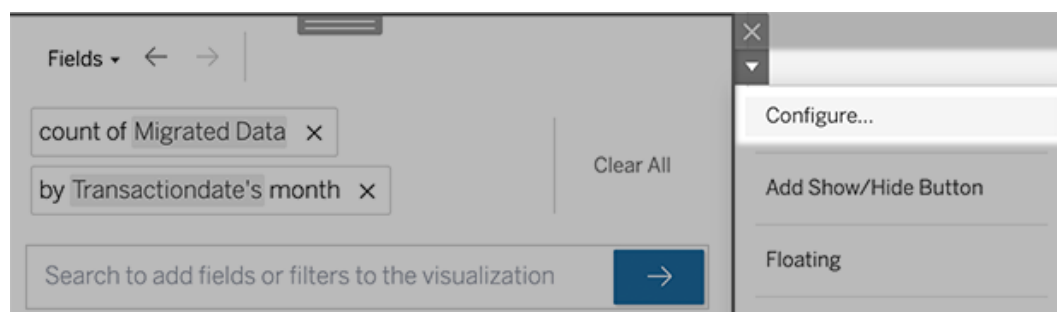 Fields
count of Migrated Data ×
by Transactiondate's month ×
Clear All
Search to add fields or filters to the visualization
Configure...
Add Show/Hide Button
Floating